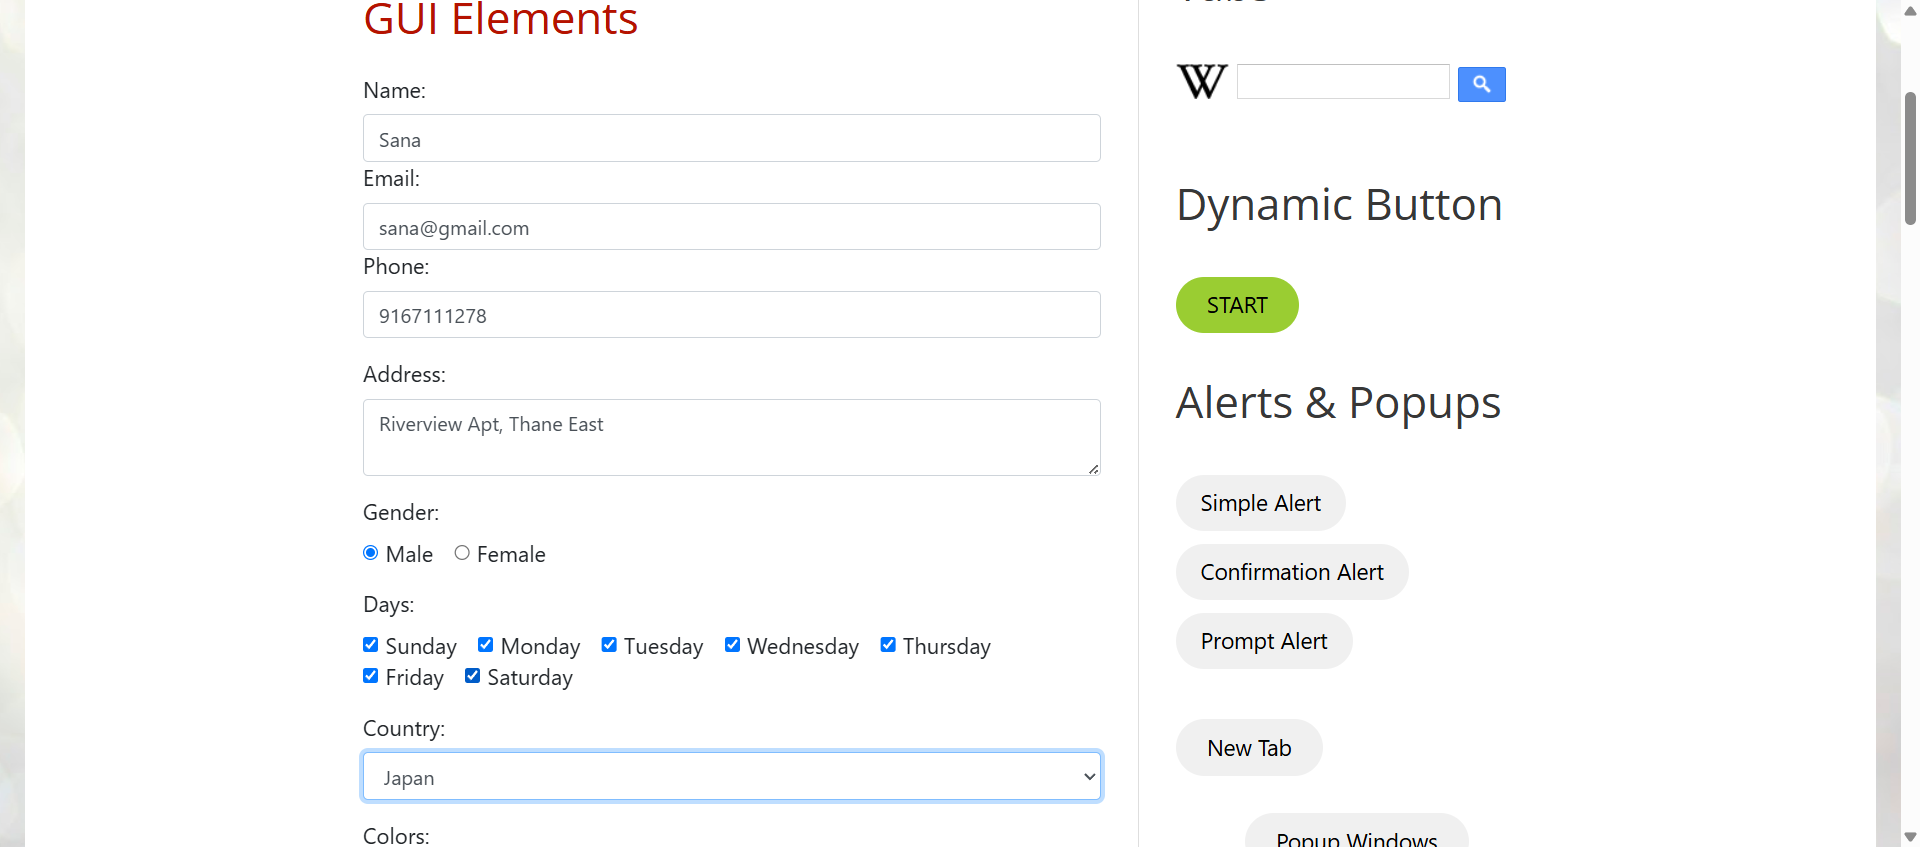 GUI Elements
Name:
Sana
Email:
sana@gmail.com
Phone:
9167111278
Address:
Riverview Apt, Thane East
Gender:
Male Female
Days:
Sunday Monday Tuesday Wednesday Thursday
Friday Saturday
Country:
Japan
Colors:
W
Dynamic Button
START
Alerts & Popups
Simple Alert
Confirmation Alert
Prompt Alert
New Tab
Popup Windows